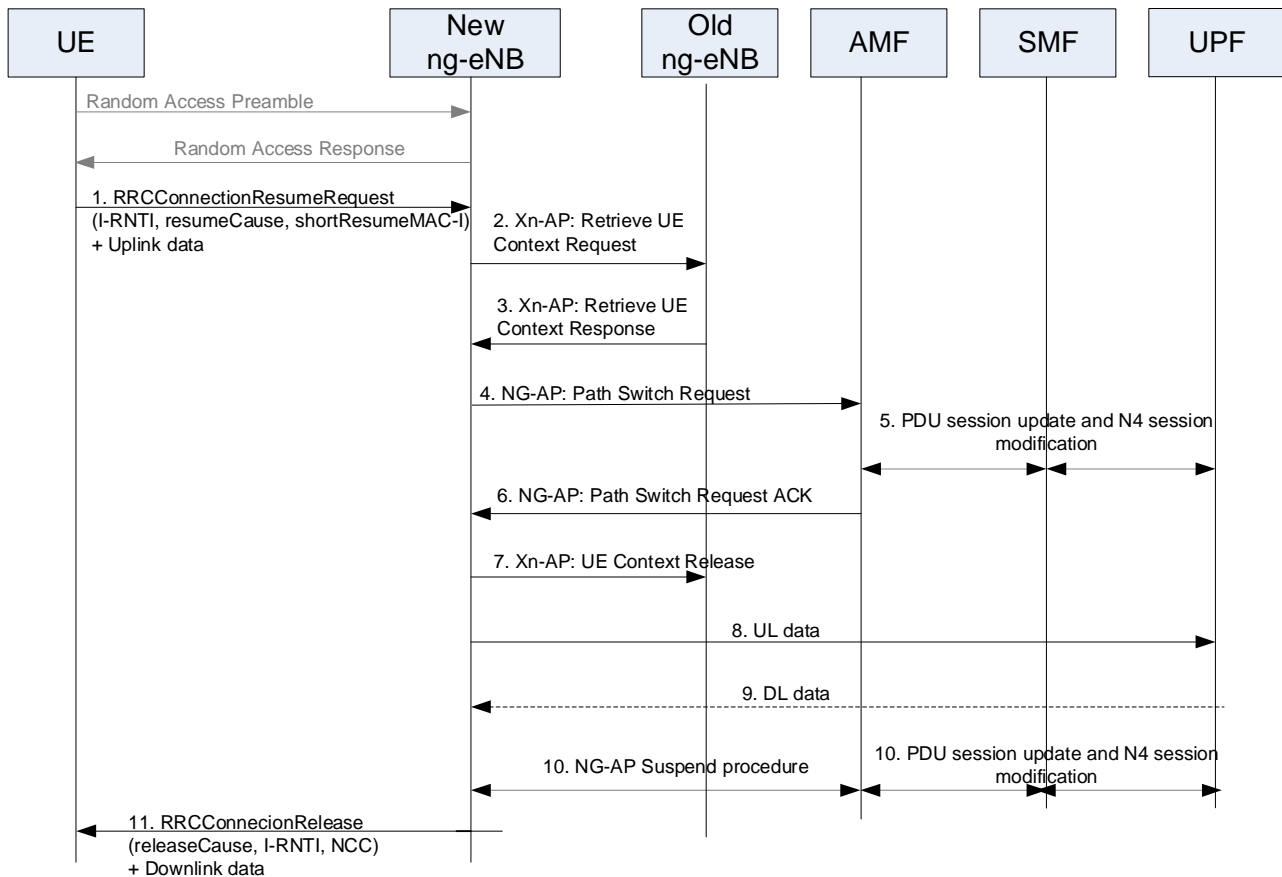 UE
New
ng-eNB
Old
ng-eNB
AMF
SMF
UPF
Random Access Preamble
Random Access Response
1. RRCConnectionResumeRequest
(I-RNTI, resumeCause, shortResumeMAC-I)
+ Uplink data
2. Xn-AP: Retrieve UE
Context Request
3. Xn-AP: Retrieve UE
Context Response
4. NG-AP: Path Switch Request
5. PDU session update and N4 session
modification
6. NG-AP: Path Switch Request ACK
7. Xn-AP: UE Context Release
8. UL data
9. DL data
10. NG-AP Suspend procedure
10. PDU session update and N4 session
modification
11. RRCConnecionRelease
(releaseCause, I-RNTI, NCC)
+ Downlink data